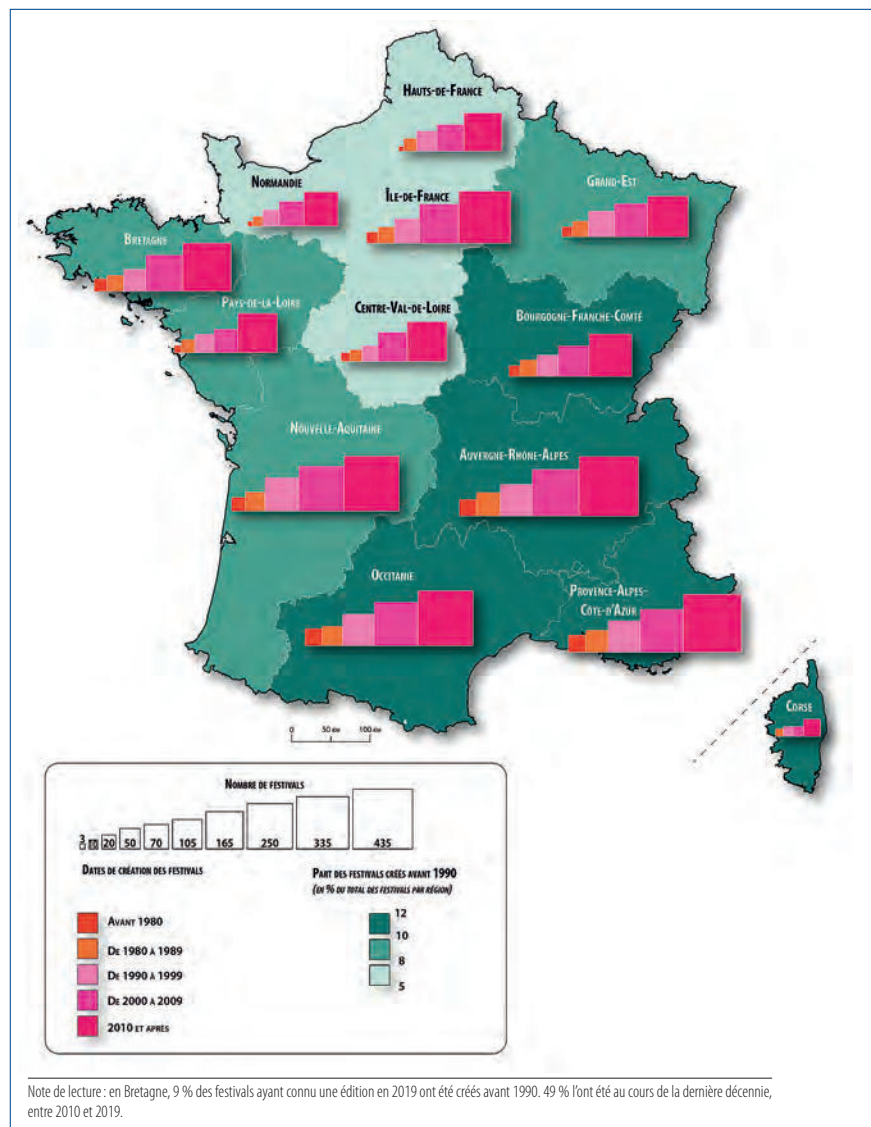 Hauts-de-France
Normandie
Île-de-France
Grand-Est
Bretagne
Pays-de-la-Loire
Centre-Val-de-Loire
Bourgogne-Franche-Comté
Nouvelle-Aquitaine
Auvergne-Rhône-Alpes
Occitanie
Provence-Alpes-
Côte-d'Azur
Corse
0 50 km 100 km
Nombre de festivals
3 10 20 50 70 105 165 250 335 435
Dates de création des festivals
Avant 1980
De 1980 à 1989
De 1990 à 1999
De 2000 à 2009
2010 et après
Part des festivals créés avant 1990
(en % du total des festivals par région)
12
10
8
5
Note de lecture : en Bretagne, 9 % des festivals ayant connu une édition en 2019 ont été créés avant 1990. 49 % l'ont été au cours de la dernière décennie,
entre 2010 et 2019.